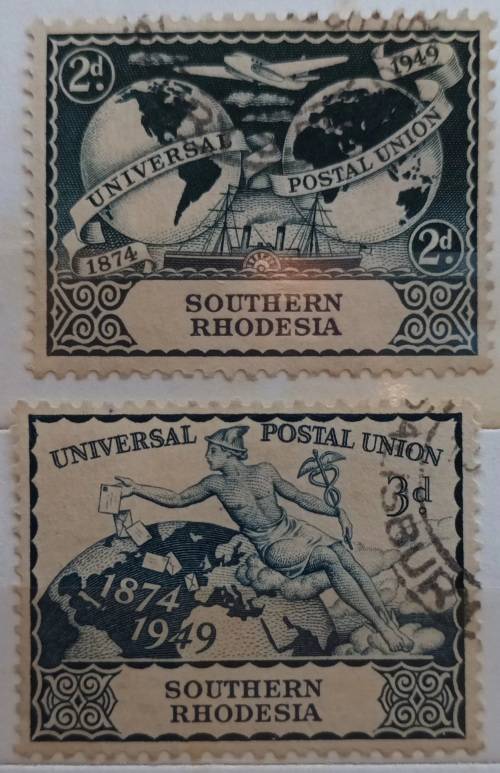 2d.
1949
UNIVERSAL
POSTAL UNION
1874
2d.
SOUTHERN
RHODESIA
UNIVERSAL POSTAL UNION
3d.
1874
1949
SOUTHERN
RHODESIA